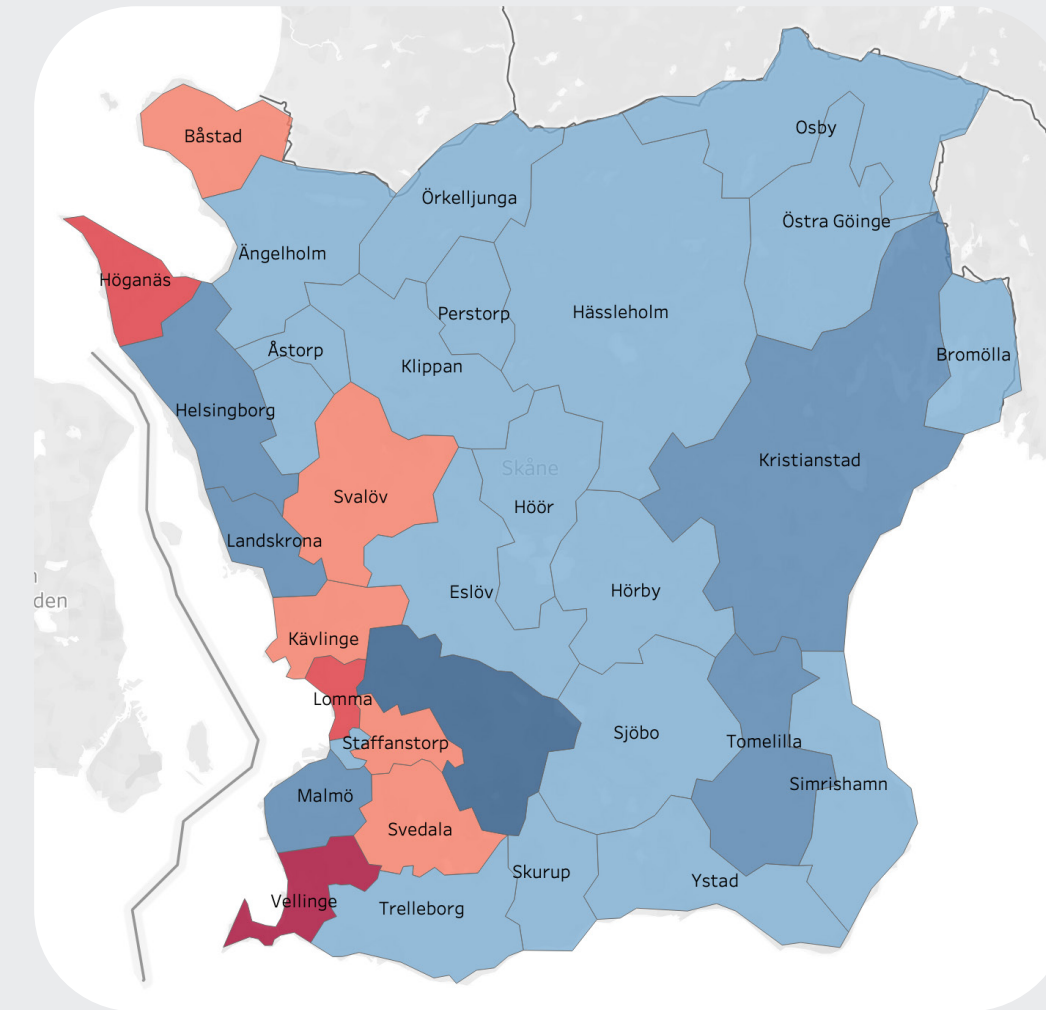 Osby
Båstad
Örkelljunga
Östra Göinge
Ängelholm
Höganäs
Perstorp
Hässleholm
Åstorp
Bromölla
Klippan
Helsingborg
Kristianstad
Skåne
Svalöv
Höör
Landskrona
Eslöv
Hörby
den
Kävlinge
Lomma
Sjöbo
Staffanstorp
Tomelilla
Simrishamn
Malmö
Svedala
Skurup
Ystad
Vellinge
Trelleborg